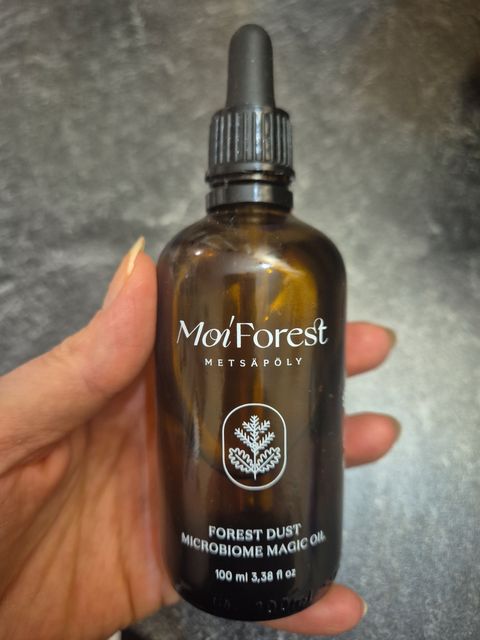 Moi Forest
METSÄPÖLY
FOREST DUST
MICROBIOME MAGIC OIL
100 ml 3,38 fl oz